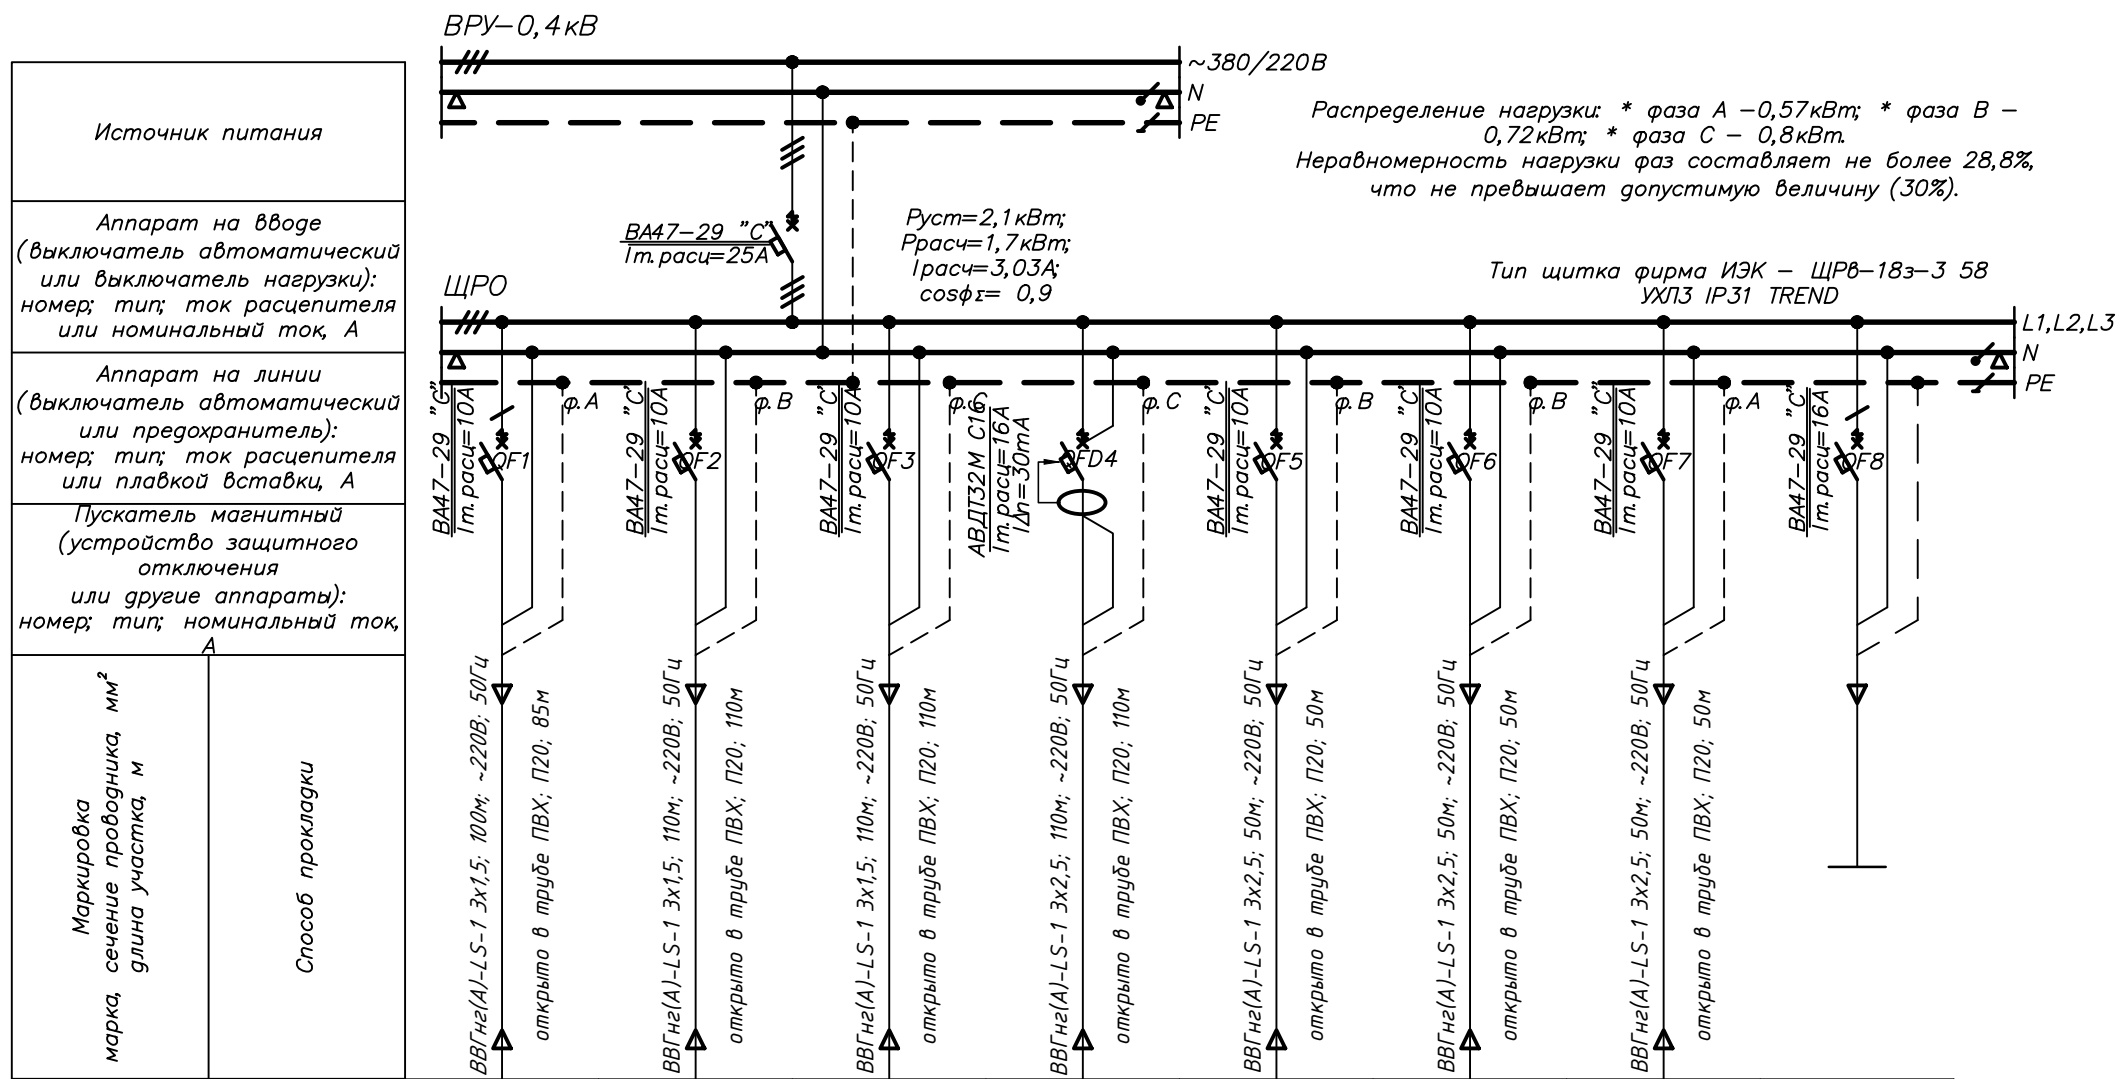 ВРУ-0,4кВ
~380/220В
N
PE
Источник питания
Распределение нагрузки: * фаза А -0,57кВт; * фаза В -
0,72кВт; * фаза С - 0,8кВт.
Неравномерность нагрузки фаз составляет не более 28,8%,
что не превышает допустимую величину (30%).
Аппарат на вводе
(выключатель автоматический
или выключатель нагрузки):
номер; тип; ток расцепителя
или номинальный ток, А
ВА47-29 "С"
Iт.расц=25А
Руст=2,1кВт;
Ррасч=1,7кВт;
Iрасч=3,03А;
cosφΣ= 0,9
Тип щитка фирма ИЭК - ЩРв-18з-3 58
УХЛ3 IP31 TREND
ЩРО
L1,L2,L3
N
PE
Аппарат на линии
(выключатель автоматический
или предохранитель):
номер; тип; ток расцепителя
или плавкой вставки, А
ВА47-29 "С"
Iт.расц=10А
QF1
ф.А
ВА47-29 "С"
Iт.расц=10А
QF2
ф.В
ВА47-29 "С"
Iт.расц=10А
QF3
ф.С
АВДТ32М С16
Iт.расц=16А
IΔn=30mA
QFD4
ф.С
ВА47-29 "С"
Iт.расц=10А
QF5
ф.В
ВА47-29 "С"
Iт.расц=10А
QF6
ф.В
ВА47-29 "С"
Iт.расц=10А
QF7
ф.А
ВА47-29 "С"
Iт.расц=16А
QF8
Пускатель магнитный
(устройство защитного
отключения
или другие аппараты):
номер; тип; номинальный ток,
А
Маркировка
марка, сечение проводника, мм²
длина участка, м
Способ прокладки
ВВГнг(А)-LS-1 3х1,5; 100м; ~220В; 50Гц
открыто в трубе ПВХ; П20; 85м
ВВГнг(А)-LS-1 3х1,5; 110м; ~220В; 50Гц
открыто в трубе ПВХ; П20; 110м
ВВГнг(А)-LS-1 3х1,5; 110м; ~220В; 50Гц
открыто в трубе ПВХ; П20; 110м
ВВГнг(А)-LS-1 3х2,5; 110м; ~220В; 50Гц
открыто в трубе ПВХ; П20; 110м
ВВГнг(А)-LS-1 3х2,5; 50м; ~220В; 50Гц
открыто в трубе ПВХ; П20; 50м
ВВГнг(А)-LS-1 3х2,5; 50м; ~220В; 50Гц
открыто в трубе ПВХ; П20; 50м
ВВГнг(А)-LS-1 3х2,5; 50м; ~220В; 50Гц
открыто в трубе ПВХ; П20; 50м